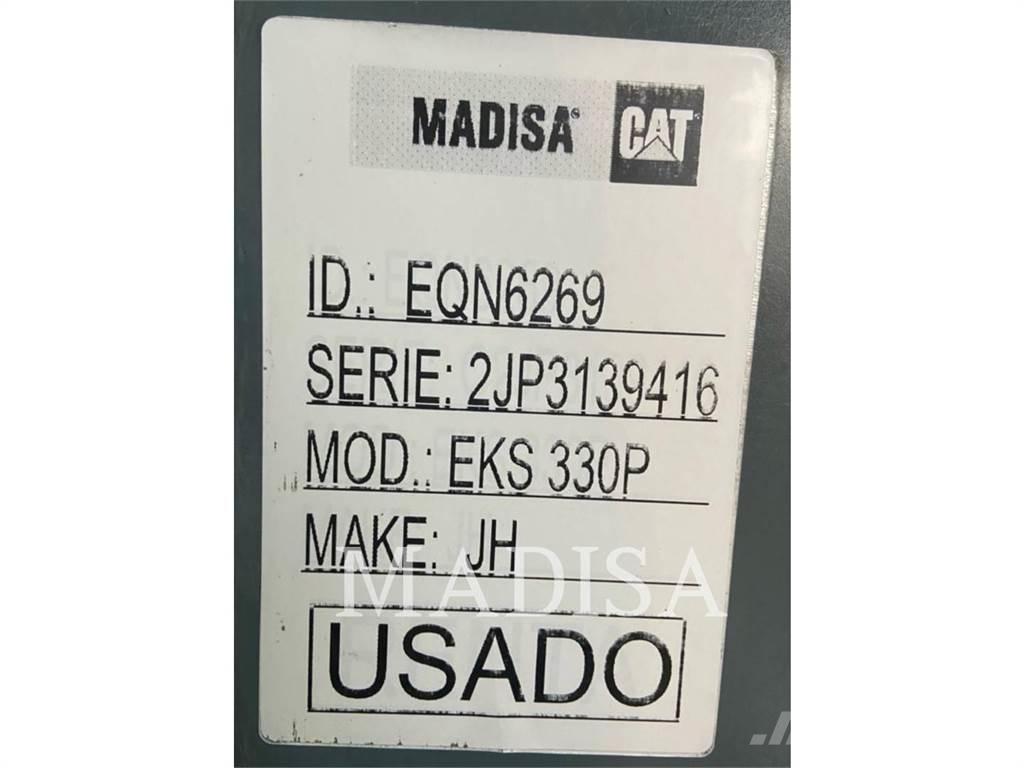 MADISA® CAT
ID.: EQN6269
SERIE: 2JP3139416
MOD.: EKS 330P
MAKE: JH
MADISA
USADO